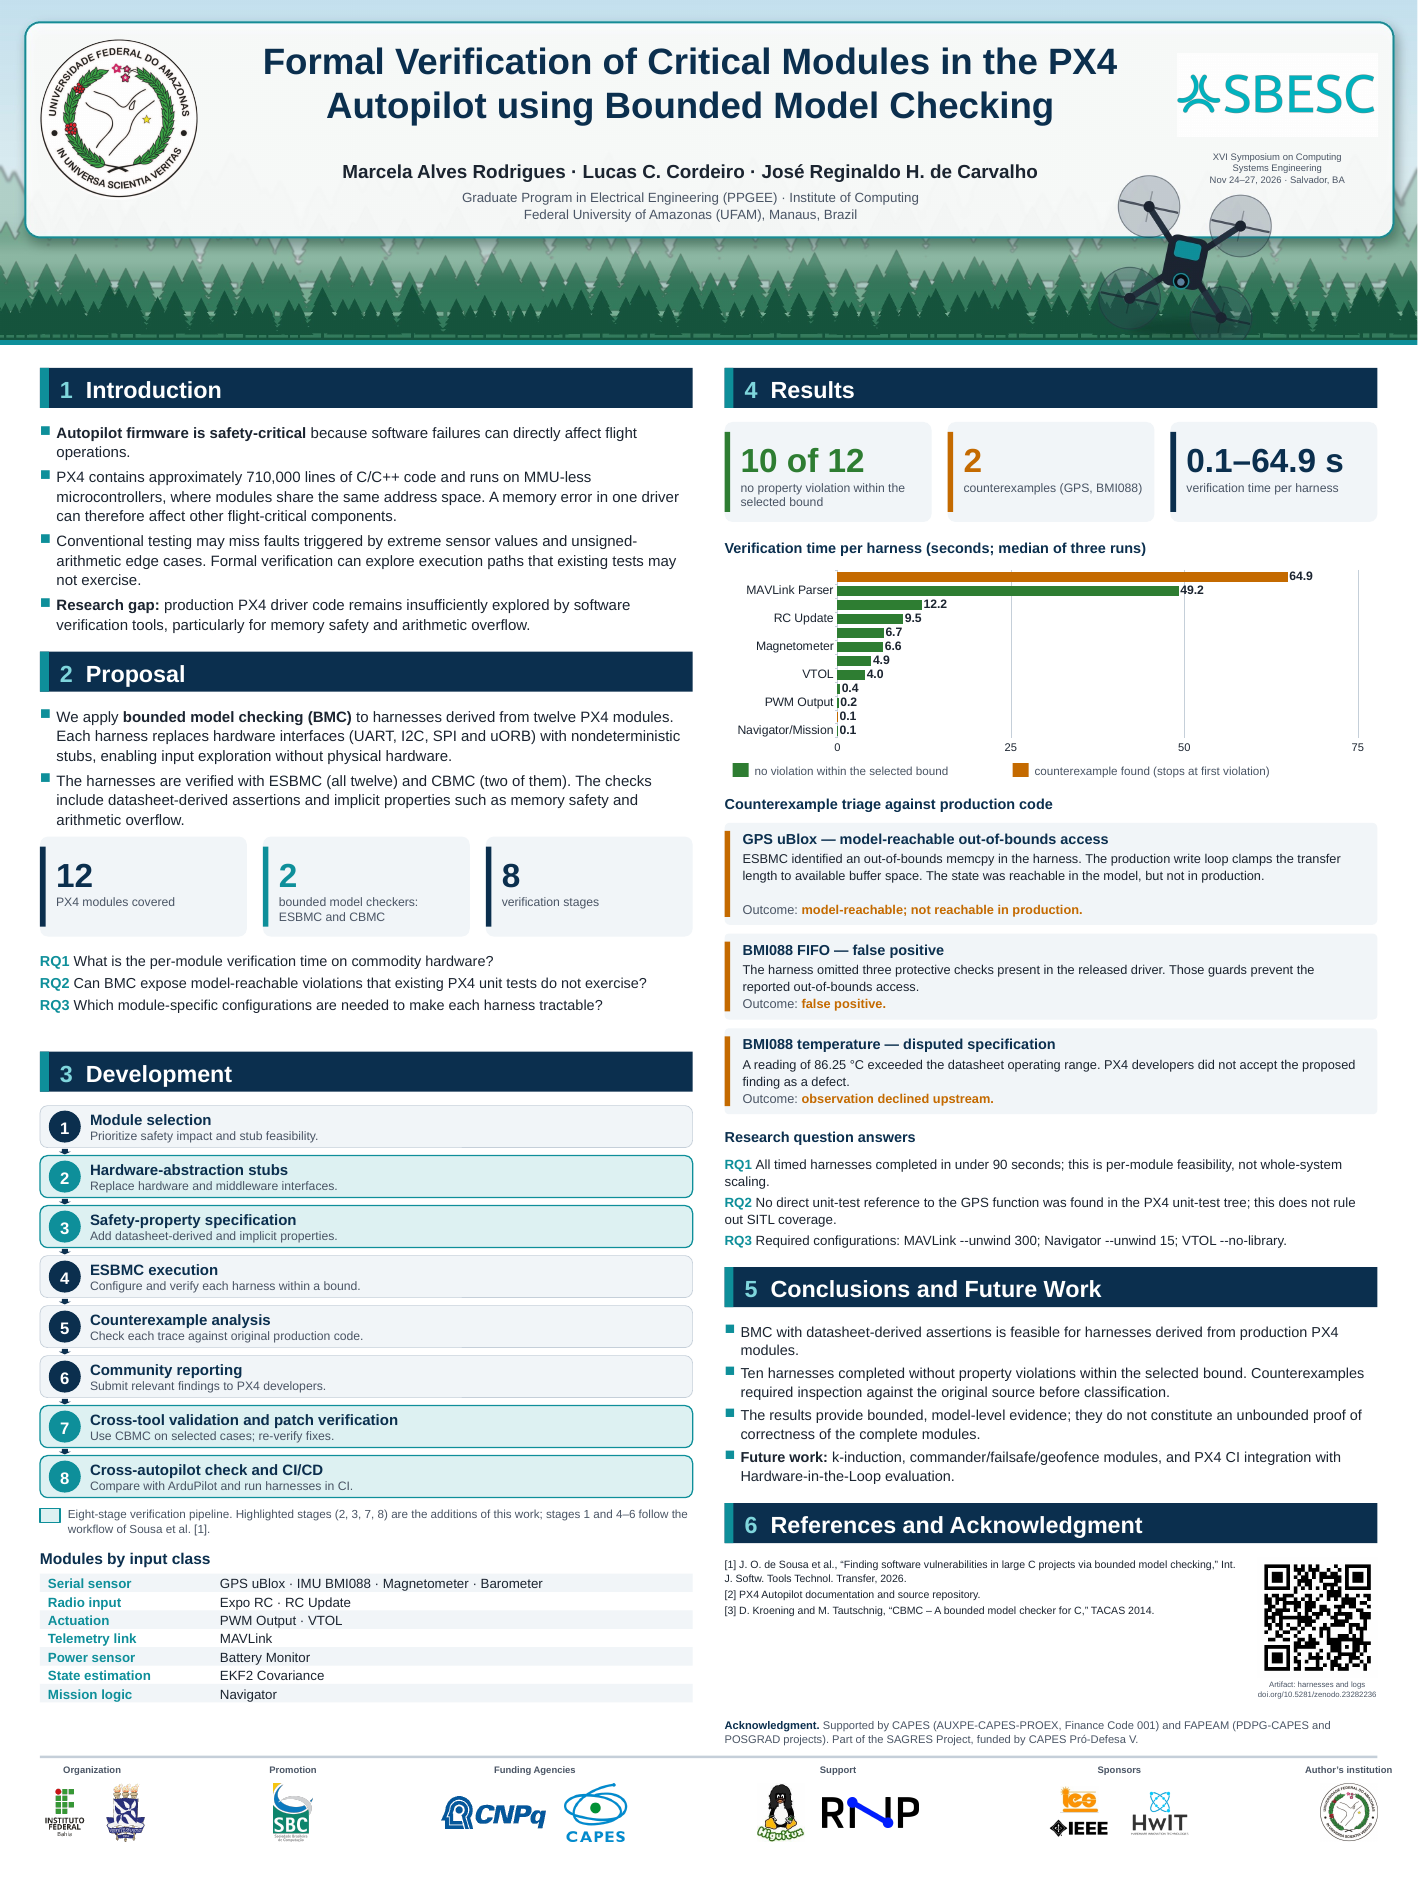 UNIVERSIDADE FEDERAL DO AMAZONAS
IN UNIVERSA SCIENTIA VERITAS
Formal Verification of Critical Modules in the PX4
Autopilot using Bounded Model Checking
Marcela Alves Rodrigues · Lucas C. Cordeiro · José Reginaldo H. de Carvalho
Graduate Program in Electrical Engineering (PPGEE) · Institute of Computing
Federal University of Amazonas (UFAM), Manaus, Brazil
SBESC
XVI Symposium on Computing
Systems Engineering
Nov 24–27, 2026 · Salvador, BA
1 Introduction
Autopilot firmware is safety-critical because software failures can directly affect flight
operations.
PX4 contains approximately 710,000 lines of C/C++ code and runs on MMU-less
microcontrollers, where modules share the same address space. A memory error in one driver
can therefore affect other flight-critical components.
Conventional testing may miss faults triggered by extreme sensor values and unsigned-
arithmetic edge cases. Formal verification can explore execution paths that existing tests may
not exercise.
Research gap: production PX4 driver code remains insufficiently explored by software
verification tools, particularly for memory safety and arithmetic overflow.
2 Proposal
We apply bounded model checking (BMC) to harnesses derived from twelve PX4 modules.
Each harness replaces hardware interfaces (UART, I2C, SPI and uORB) with nondeterministic
stubs, enabling input exploration without physical hardware.
The harnesses are verified with ESBMC (all twelve) and CBMC (two of them). The checks
include datasheet-derived assertions and implicit properties such as memory safety and
arithmetic overflow.
12
PX4 modules covered
2
bounded model checkers:
ESBMC and CBMC
8
verification stages
RQ1 What is the per-module verification time on commodity hardware?
RQ2 Can BMC expose model-reachable violations that existing PX4 unit tests do not exercise?
RQ3 Which module-specific configurations are needed to make each harness tractable?
3 Development
1 Module selection
Prioritize safety impact and stub feasibility.
2 Hardware-abstraction stubs
Replace hardware and middleware interfaces.
3 Safety-property specification
Add datasheet-derived and implicit properties.
4 ESBMC execution
Configure and verify each harness within a bound.
5 Counterexample analysis
Check each trace against original production code.
6 Community reporting
Submit relevant findings to PX4 developers.
7 Cross-tool validation and patch verification
Use CBMC on selected cases; re-verify fixes.
8 Cross-autopilot check and CI/CD
Compare with ArduPilot and run harnesses in CI.
Eight-stage verification pipeline. Highlighted stages (2, 3, 7, 8) are the additions of this work; stages 1 and 4–6 follow the
workflow of Sousa et al. [1].
Modules by input class
Serial sensor GPS uBlox · IMU BMI088 · Magnetometer · Barometer
Radio input Expo RC · RC Update
Actuation PWM Output · VTOL
Telemetry link MAVLink
Power sensor Battery Monitor
State estimation EKF2 Covariance
Mission logic Navigator
4 Results
10 of 12
no property violation within the
selected bound
2
counterexamples (GPS, BMI088)
0.1–64.9 s
verification time per harness
Verification time per harness (seconds; median of three runs)
64.9
MAVLink Parser 49.2
12.2
RC Update 9.5
6.7
Magnetometer 6.6
4.9
VTOL 4.0
0.4
PWM Output 0.2
0.1
Navigator/Mission 0.1
0 25 50 75
no violation within the selected bound
counterexample found (stops at first violation)
Counterexample triage against production code
GPS uBlox — model-reachable out-of-bounds access
ESBMC identified an out-of-bounds memcpy in the harness. The production write loop clamps the transfer
length to available buffer space. The state was reachable in the model, but not in production.
Outcome: model-reachable; not reachable in production.
BMI088 FIFO — false positive
The harness omitted three protective checks present in the released driver. Those guards prevent the
reported out-of-bounds access.
Outcome: false positive.
BMI088 temperature — disputed specification
A reading of 86.25 °C exceeded the datasheet operating range. PX4 developers did not accept the proposed
finding as a defect.
Outcome: observation declined upstream.
Research question answers
RQ1 All timed harnesses completed in under 90 seconds; this is per-module feasibility, not whole-system
scaling.
RQ2 No direct unit-test reference to the GPS function was found in the PX4 unit-test tree; this does not rule
out SITL coverage.
RQ3 Required configurations: MAVLink --unwind 300; Navigator --unwind 15; VTOL --no-library.
5 Conclusions and Future Work
BMC with datasheet-derived assertions is feasible for harnesses derived from production PX4
modules.
Ten harnesses completed without property violations within the selected bound. Counterexamples
required inspection against the original source before classification.
The results provide bounded, model-level evidence; they do not constitute an unbounded proof of
correctness of the complete modules.
Future work: k-induction, commander/failsafe/geofence modules, and PX4 CI integration with
Hardware-in-the-Loop evaluation.
6 References and Acknowledgment
[1] J. O. de Sousa et al., “Finding software vulnerabilities in large C projects via bounded model checking,” Int.
J. Softw. Tools Technol. Transfer, 2026.
[2] PX4 Autopilot documentation and source repository.
[3] D. Kroening and M. Tautschnig, “CBMC – A bounded model checker for C,” TACAS 2014.
Artifact: harnesses and logs
doi.org/10.5281/zenodo.23282236
Acknowledgment. Supported by CAPES (AUXPE-CAPES-PROEX, Finance Code 001) and FAPEAM (PDPG-CAPES and
POSGRAD projects). Part of the SAGRES Project, funded by CAPES Pró-Defesa V.
Organization
Promotion
Funding Agencies
Support
Sponsors
Author's institution
INSTITUTO
FEDERAL
Bahia
SBC
CNPq
CAPES
Miguitux
RNP
IEEE
HWIT